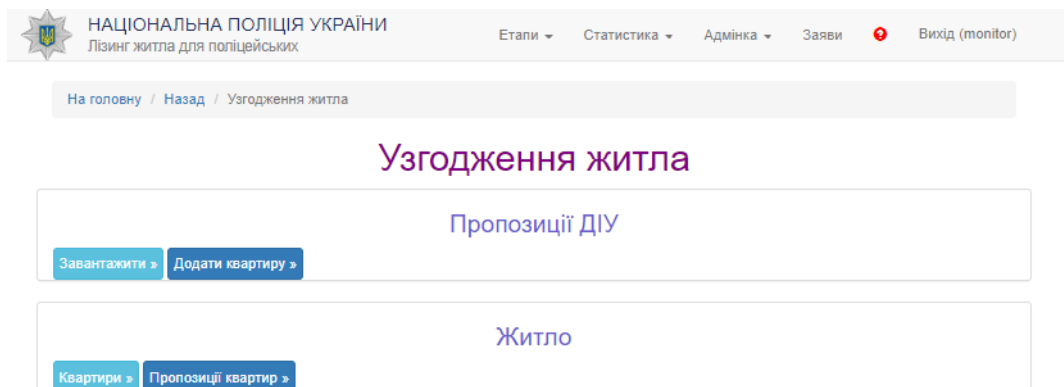 НАЦІОНАЛЬНА ПОЛІЦІЯ УКРАЇНИ
Лізинг житла для поліцейських
Етапи Статистика Адмінка Заяви ? Вихід (monitor)
На головну / Назад / Узгодження житла
Узгодження житла
Пропозиції ДІУ
Завантажити » Додати квартиру »
Житло
Квартири » Пропозиції квартир »